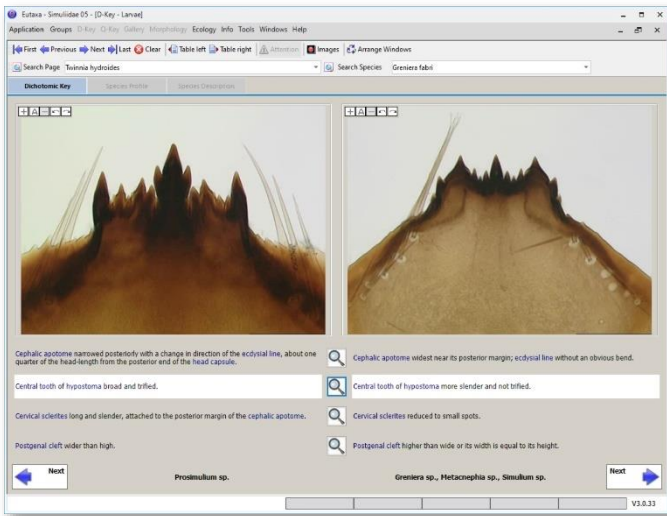 Eutaxa - Simuliidae 05 - [D-Key - Larvae]
Application Groups D-Key Q-Key Gallery Morphology Ecology Info Tools Windows Help
First Previous Next Last Clear Table left Table right Attention Images Arrange Windows
Search Page Twinnia hydroides Search Species Greniera fabri
Dichotomic Key Species Profile Species Description
Cephalic apotome narrowed posteriorly with a change in direction of the ecdysial line, about one
quarter of the head-length from the posterior end of the head capsule.
Cephalic apotome widest near its posterior margin; ecdysial line without an obvious bend.
Central tooth of hypostoma broad and trified.
Central tooth of hypostoma more slender and not trified.
Cervical sclerites long and slender, attached to the posterior margin of the cephalic apotome.
Cervical sclerites reduced to small spots.
Postgenal cleft wider than high.
Postgenal cleft higher than wide or its width is equal to its height.
Next Prosimulium sp. Greniera sp., Metacnephia sp., Simulium sp. Next
V3.0.33